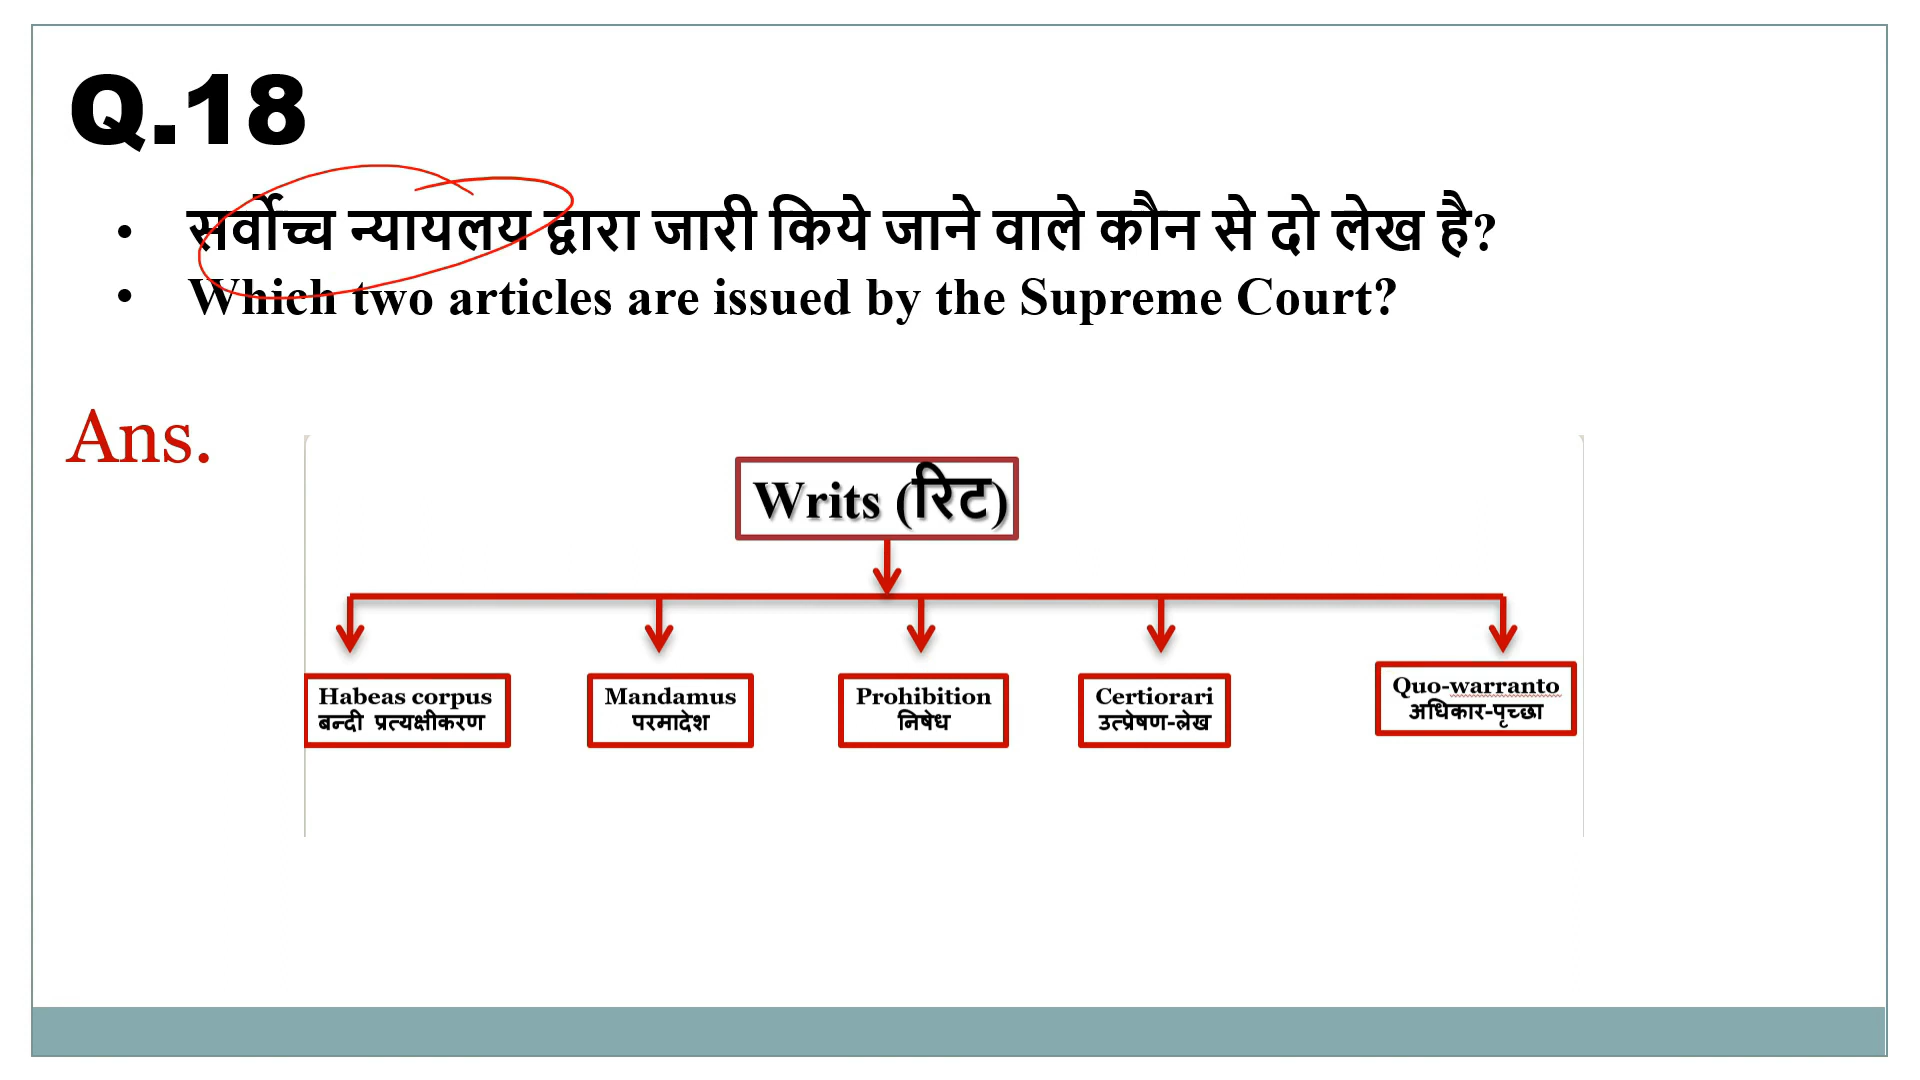 Q.18
• सर्वोच्च न्यायलय द्वारा जारी किये जाने वाले कौन से दो लेख है?
• Which two articles are issued by the Supreme Court?
Ans.
Writs (रिट)
Habeas corpus
बन्दी प्रत्यक्षीकरण
Mandamus
परमादेश
Prohibition
निषेध
Certiorari
उत्प्रेषण-लेख
Quo-warranto
अधिकार-पृच्छा